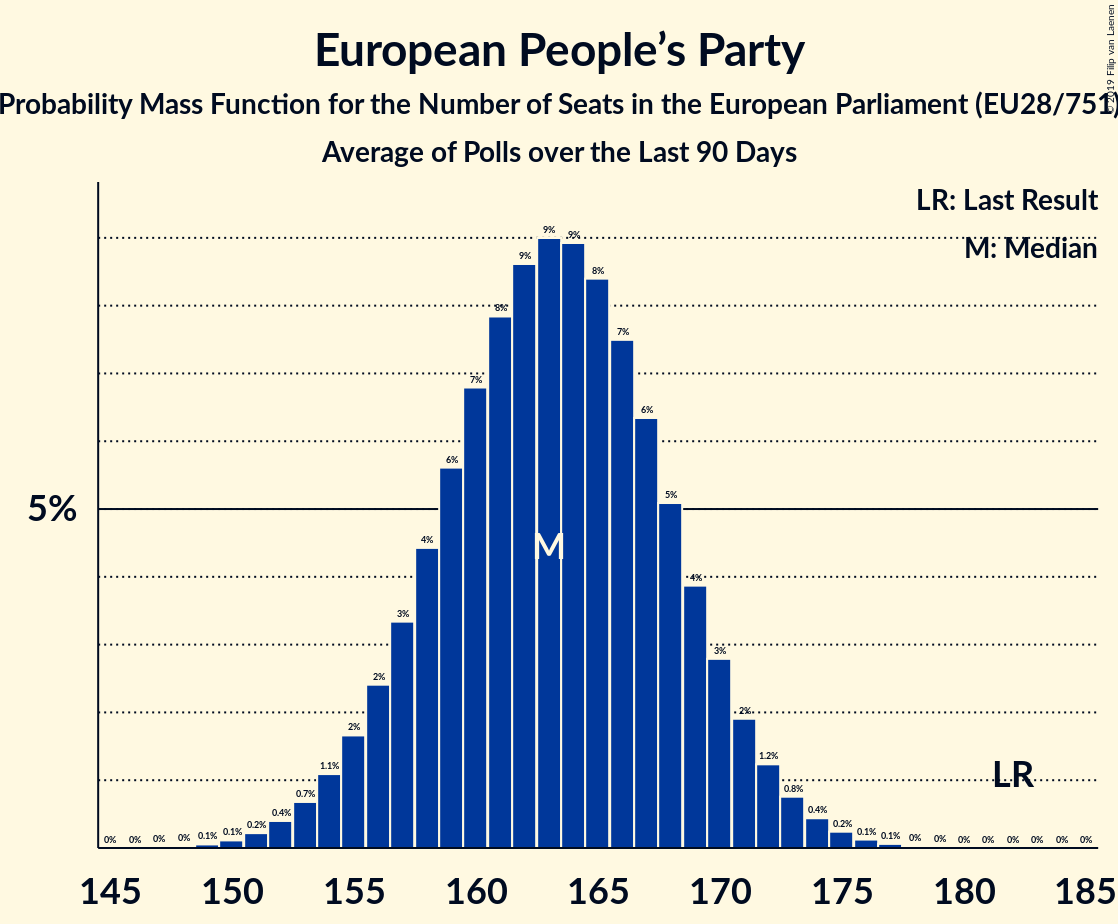 European People’s Party
Probability Mass Function for the Number of Seats in the European Parliament (EU28/751)
Average of Polls over the Last 90 Days
© 2019 Filip van Laenen
LR: Last Result
M: Median
5%
0% 0% 0% 0% 0.1% 0.1% 0.2% 0.4% 0.7% 1.1% 2% 2% 3% 4% 6% 7% 8% 9% 9% 9% 8% 7% 6% 5% 4% 3% 2% 1.2% 0.8% 0.4% 0.2% 0.1% 0.1% 0% 0% 0% 0% 0% 0% 0% 0%
M
LR
145 150 155 160 165 170 175 180 185